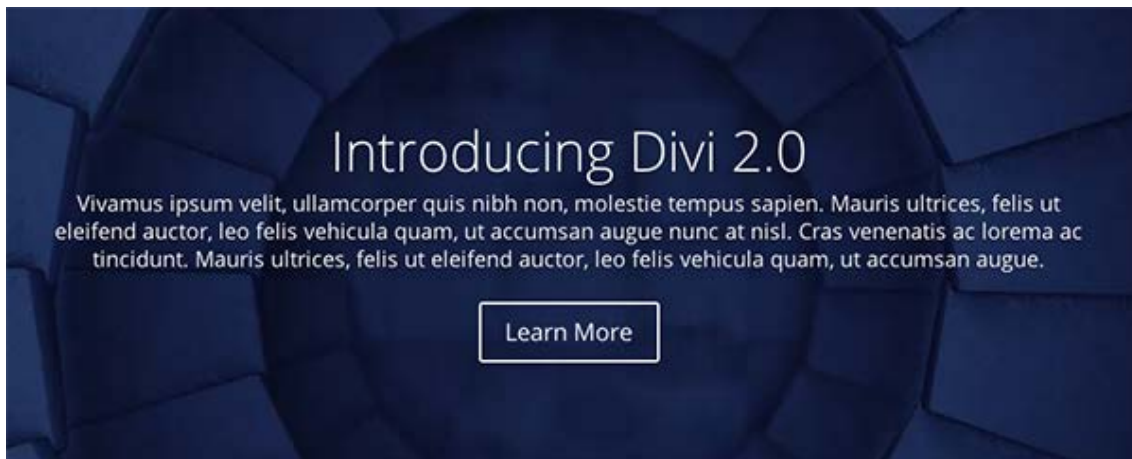 Introducing Divi 2.0
Vivamus ipsum velit, ullamcorper quis nibh non, molestie tempus sapien. Mauris ultrices, felis ut
eleifend auctor, leo felis vehicula quam, ut accumsan augue nunc at nisl. Cras venenatis ac lorema ac
tincidunt. Mauris ultrices, felis ut eleifend auctor, leo felis vehicula quam, ut accumsan augue.
Learn More